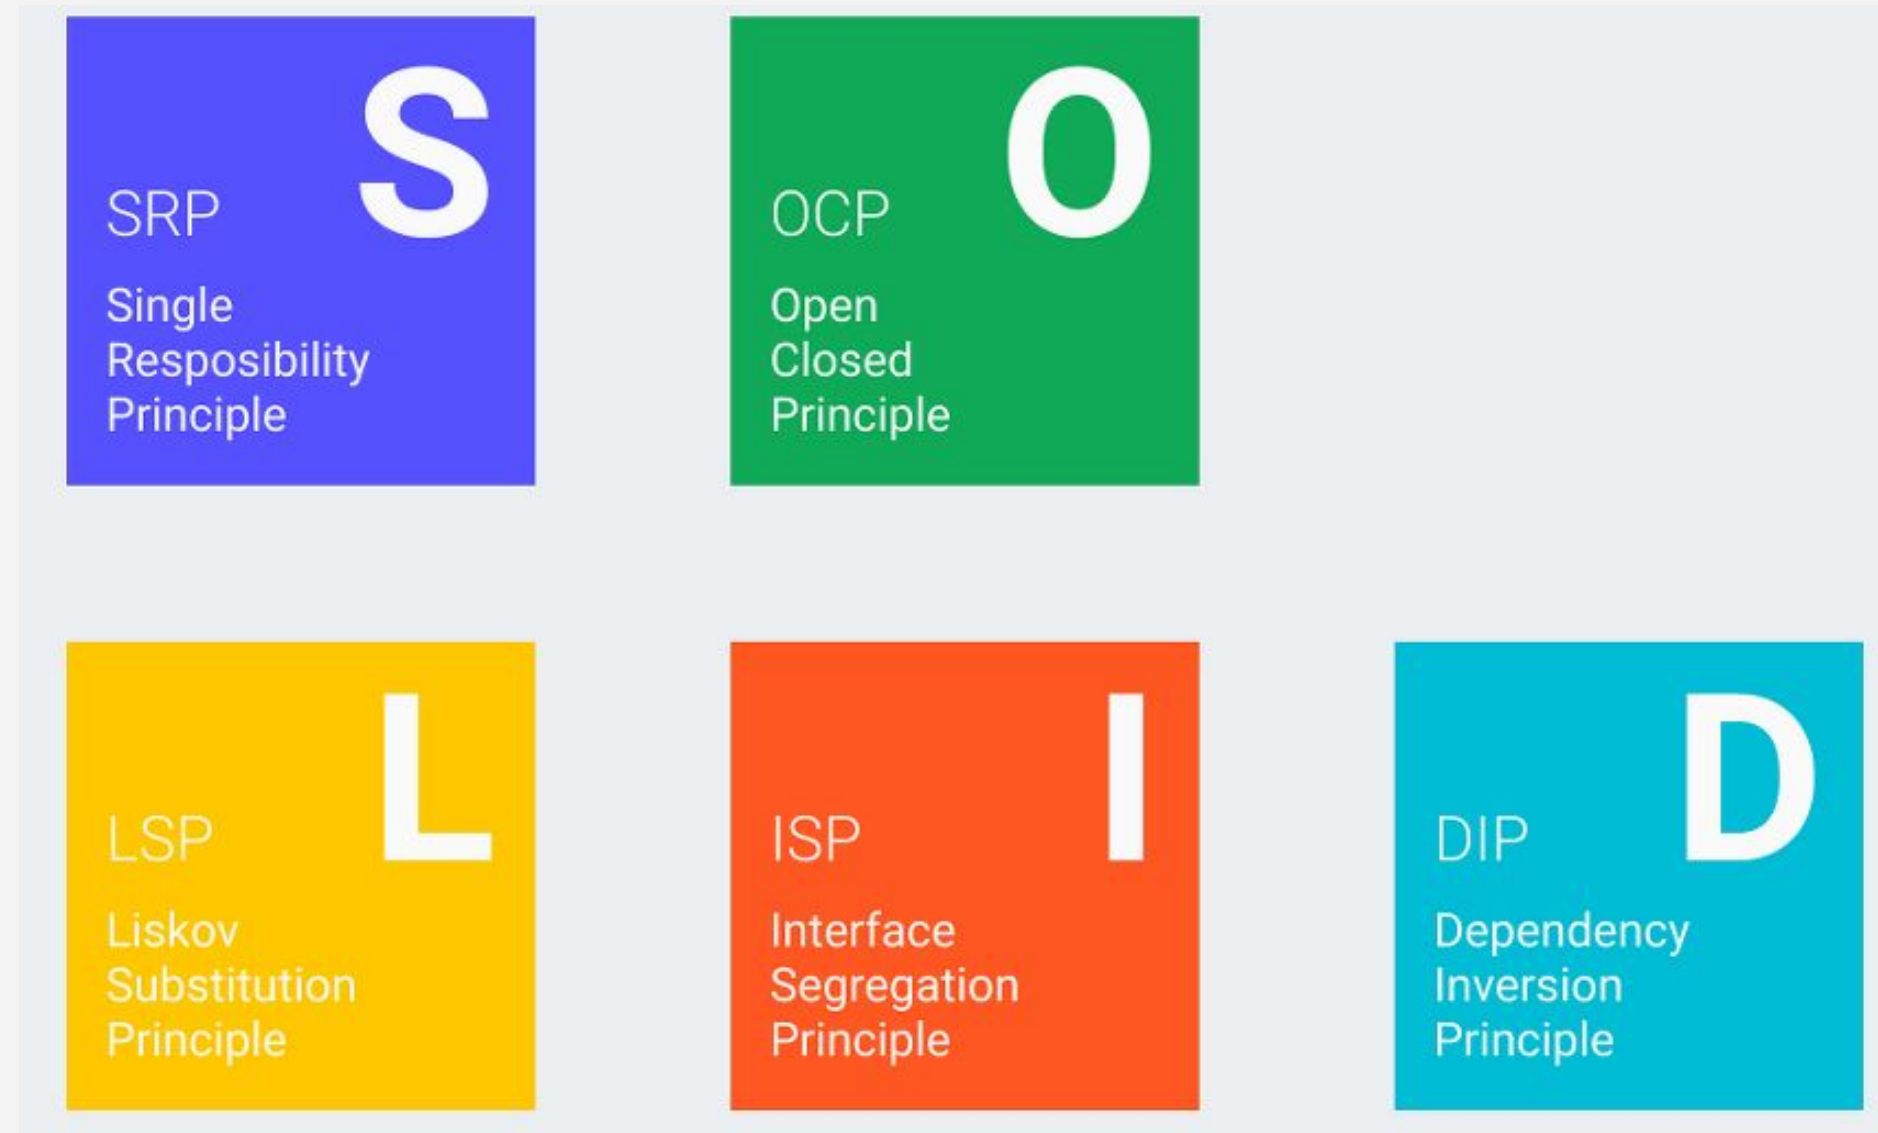 S
SRP
Single
Resposibility
Principle
O
OCP
Open
Closed
Principle
L
LSP
Liskov
Substitution
Principle
I
ISP
Interface
Segregation
Principle
D
DIP
Dependency
Inversion
Principle